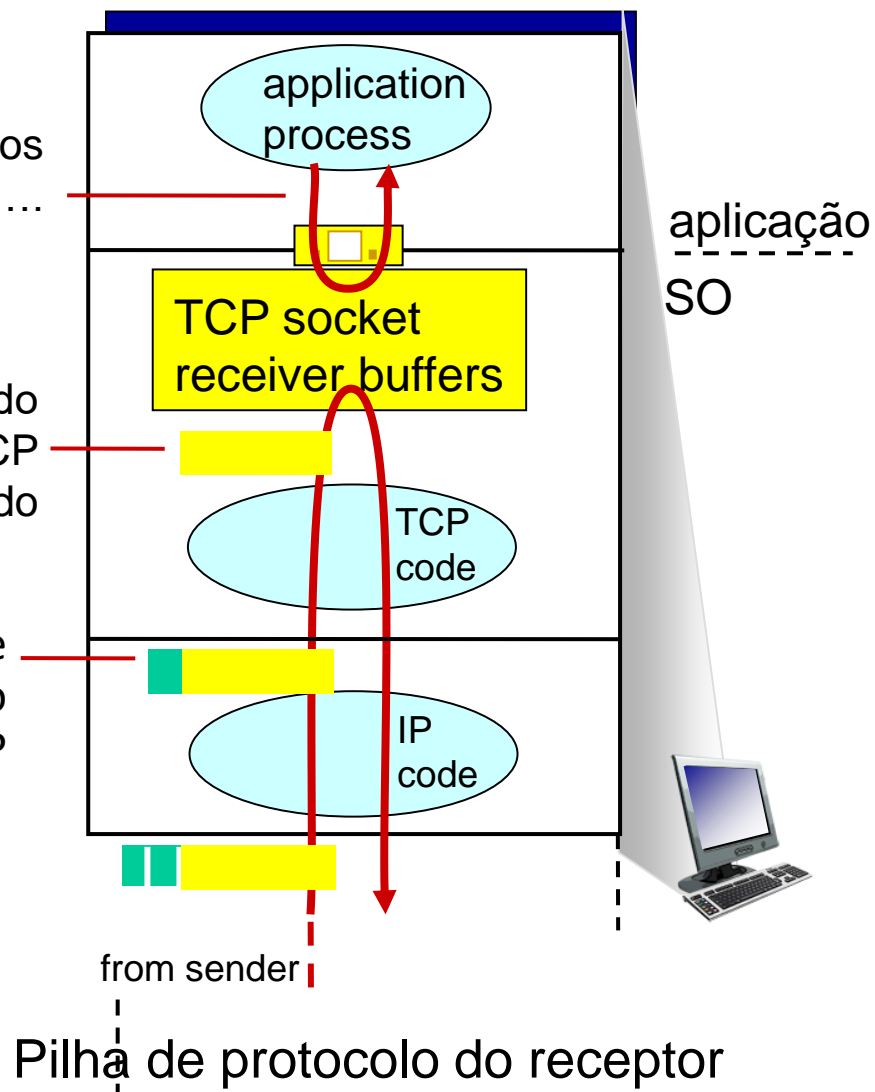 application
process
os
...
aplicação
SO
TCP socket
receiver buffers
do
CP
do
TCP
code
e
o
P
IP
code
from sender
Pilha de protocolo do receptor